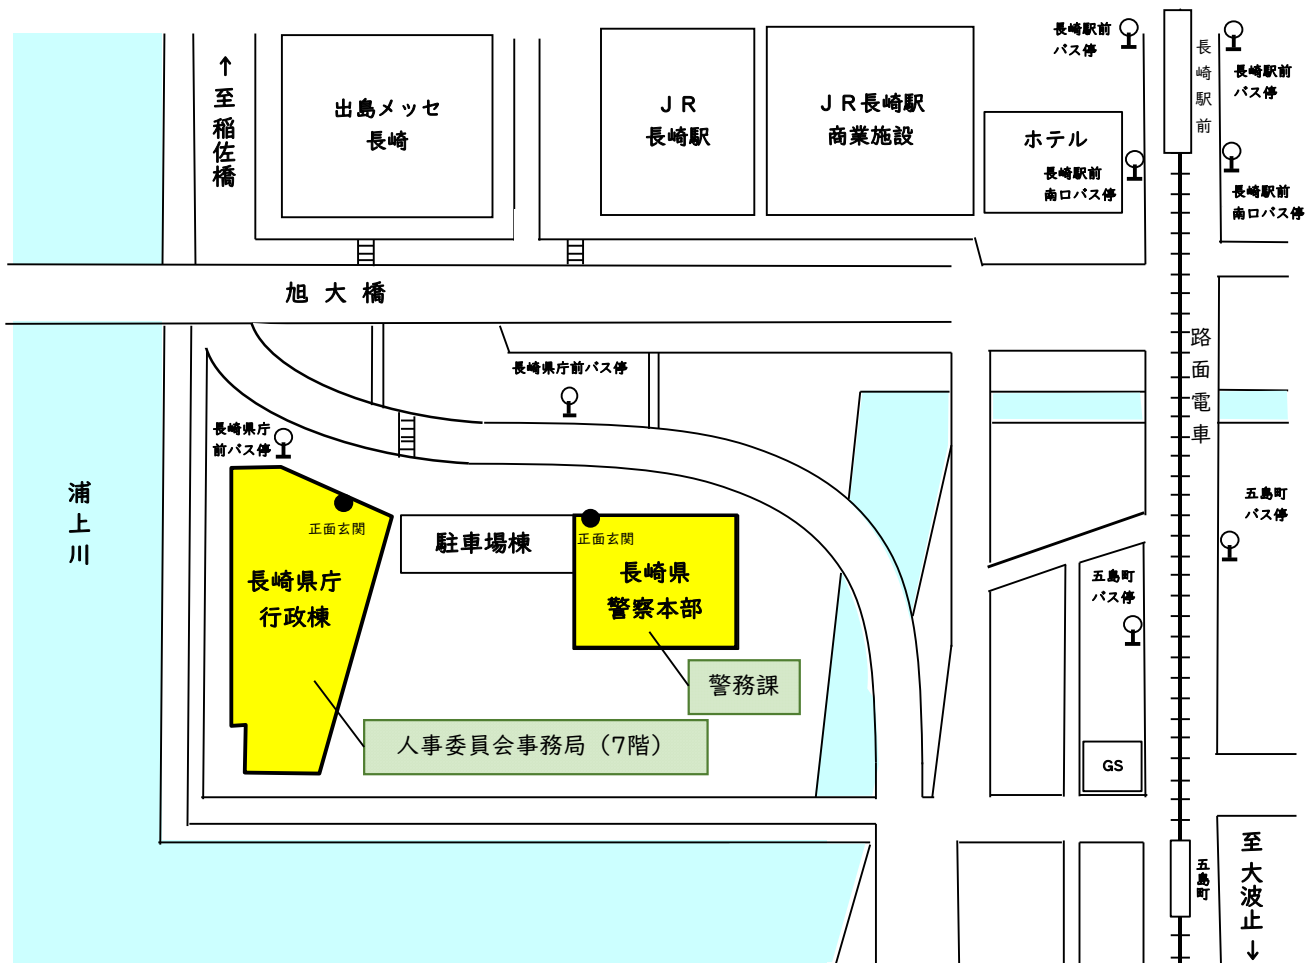 長崎駅前
バス停
長崎駅前
長崎駅前
バス停
↑至稲佐橋
出島メッセ
長崎
ＪＲ
長崎駅
ＪＲ長崎駅
商業施設
ホテル
長崎駅前
南口バス停
長崎駅前
南口バス停
旭大橋
路面電車
長崎県庁前バス停
長崎県庁
前バス停
浦上川
正面玄関
駐車場棟
正面玄関
長崎県庁
行政棟
長崎県
警察本部
五島町
バス停
五島町
バス停
警務課
人事委員会事務局（7階）
GS
五島町
至大波止↓